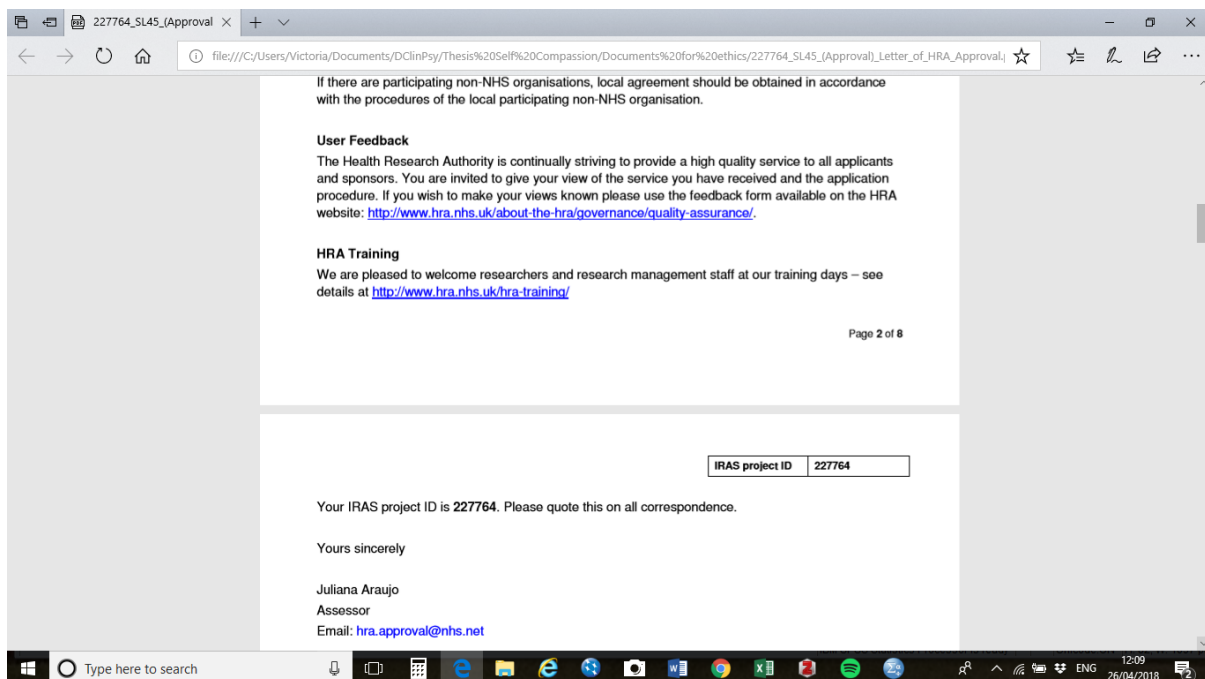 227764_SL45_(Approval
file:///C:/Users/Victoria/Documents/DClinPsy/Thesis%20Self%20Compassion/Documents%20for%20ethics/227764_SL45_(Approval)_Letter_of_HRA_Approval.
If there are participating non-NHS organisations, local agreement should be obtained in accordance
with the procedures of the local participating non-NHS organisation.
User Feedback
The Health Research Authority is continually striving to provide a high quality service to all applicants
and sponsors. You are invited to give your view of the service you have received and the application
procedure. If you wish to make your views known please use the feedback form available on the HRA
website: http://www.hra.nhs.uk/about-the-hra/governance/quality-assurance/.
HRA Training
We are pleased to welcome researchers and research management staff at our training days – see
details at http://www.hra.nhs.uk/hra-training/
Page 2 of 8
IRAS project ID 227764
Your IRAS project ID is 227764. Please quote this on all correspondence.
Yours sincerely
Juliana Araujo
Assessor
Email: hra.approval@nhs.net
Type here to search
ENG
12:09
26/04/2018